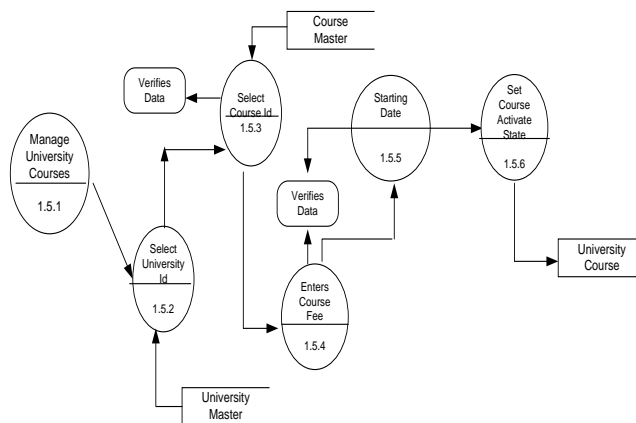 Course
Master
Verifies
Data
Select
Course Id
1.5.3
Starting
Date
1.5.5
Set
Course
Activate
State
1.5.6
Manage
University
Courses
1.5.1
Verifies
Data
Select
University
Id
1.5.2
Enters
Course
Fee
1.5.4
University
Course
University
Master